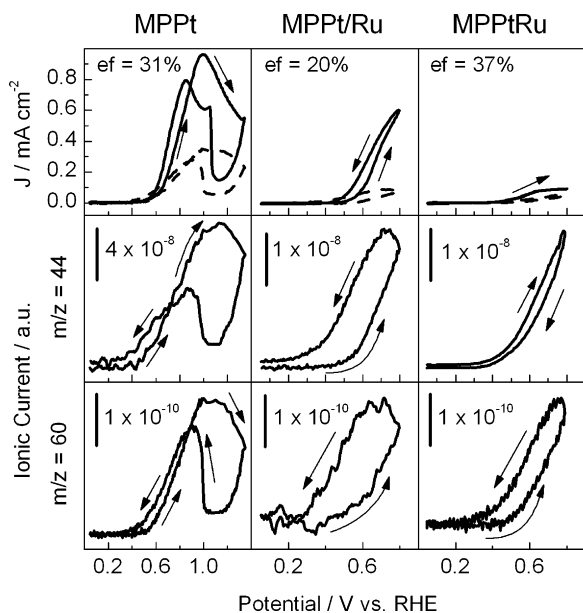 MPPt MPPt/Ru MPPtRu
ef = 31% ef = 20% ef = 37%
J / mA cm-2
0.8
0.6
0.4
0.2
0.0
4 x 10-8 1 x 10-8 1 x 10-8
m/z = 44
Ionic Current / a.u.
1 x 10-10 1 x 10-10 1 x 10-10
m/z = 60
0.2 0.6 1.0 0.2 0.6 0.2 0.6
Potential / V vs. RHE